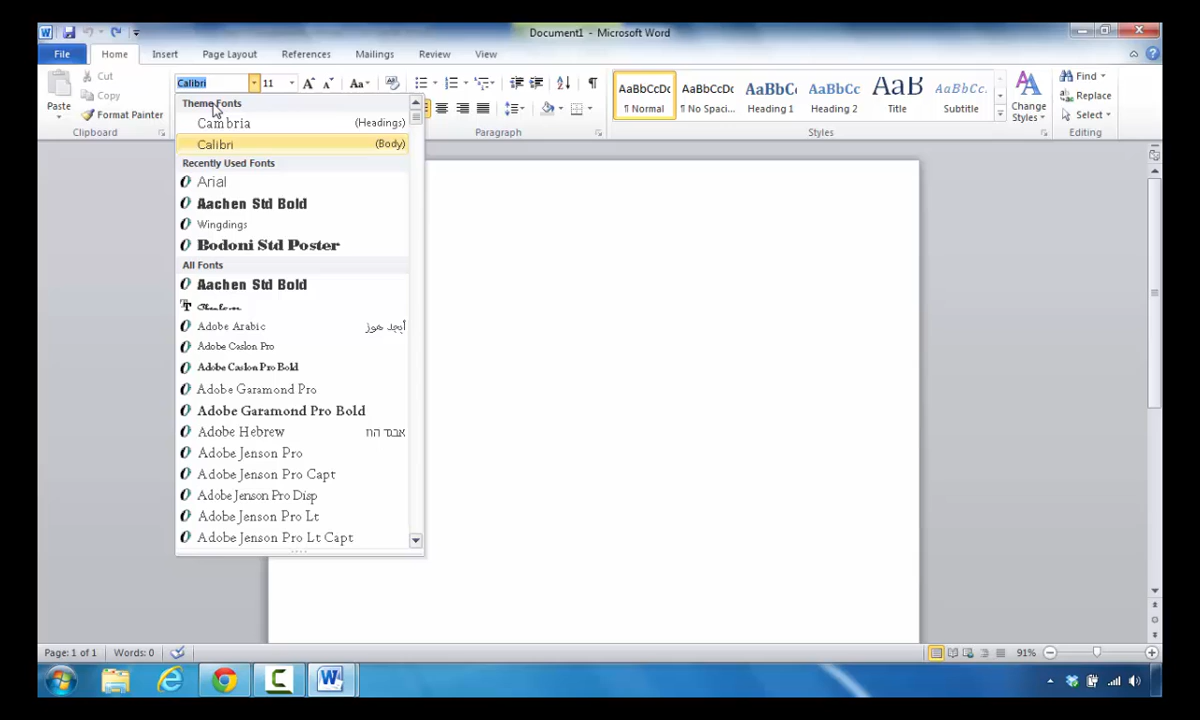 Document1 - Microsoft Word
File Home Insert Page Layout References Mailings Review View
Cut
Copy
Format Painter
Paste
Clipboard
Calibri 11 Aa
Paragraph
AaBbCcDc AaBbCcDc AaBbC AaBbCc AaB AaBbCc.
¶ Normal ¶ No Spaci... Heading 1 Heading 2 Title Subtitle
Change
Styles
Styles
Find
Replace
Select
Editing
Theme Fonts
Cambria (Headings)
Calibri (Body)
Recently Used Fonts
Arial
Aachen Std Bold
Wingdings
Bodoni Std Poster
All Fonts
Aachen Std Bold
Adobe Arabic أبجد هوز
Adobe Caslon Pro
Adobe Caslon Pro Bold
Adobe Garamond Pro
Adobe Garamond Pro Bold
Adobe Hebrew אבגד הוז
Adobe Jenson Pro
Adobe Jenson Pro Capt
Adobe Jenson Pro Disp
Adobe Jenson Pro Lt
Adobe Jenson Pro Lt Capt
Page: 1 of 1 Words: 0 91%